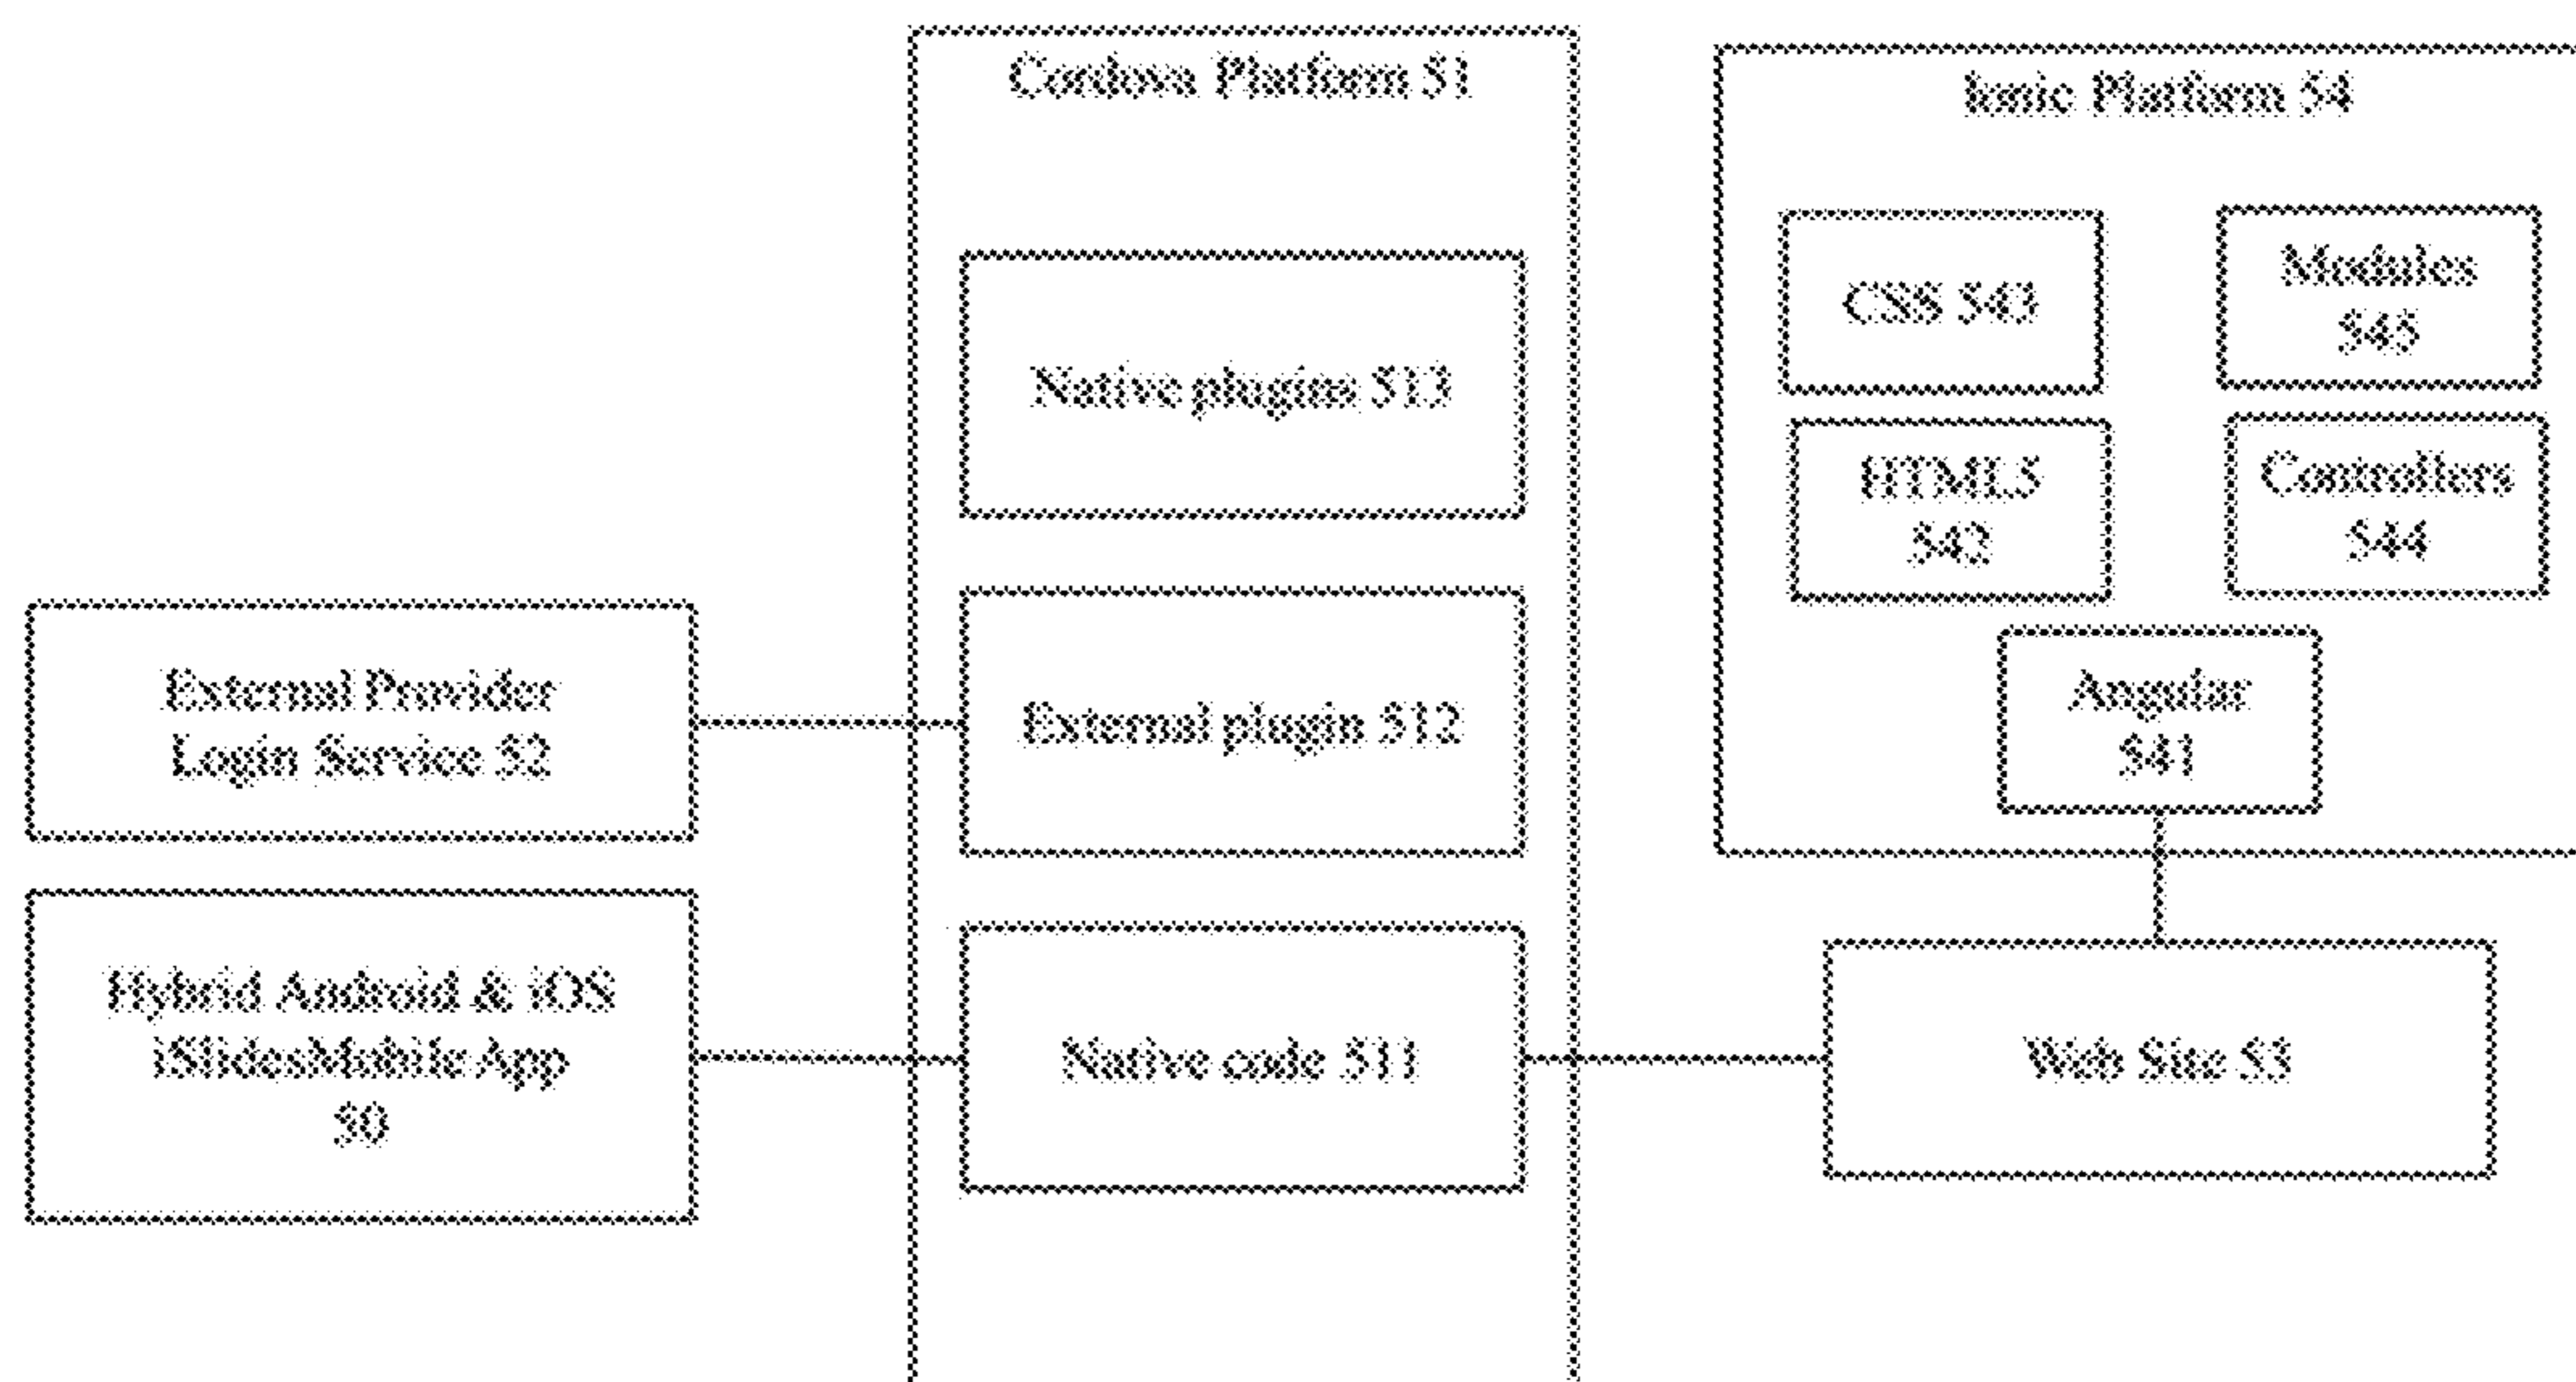 Cordova Platform 51
Native plugins 513
External plugin 512
Native code 511
External Provider
Login Service 52
Hybrid Android & iOS
iSlidesMobile App
50
Ionic Platform 54
CSS 543
Modules
545
HTML5
542
Controllers
544
Angular
541
Web Site 53